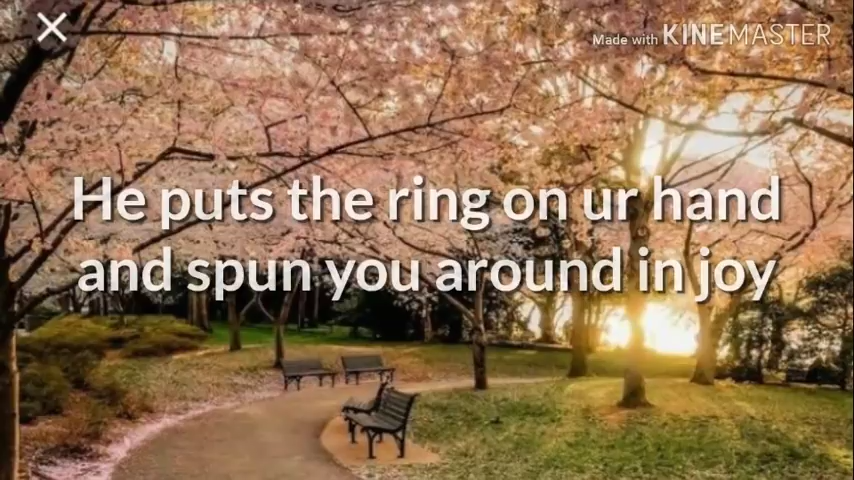 Made with KINEMASTER
He puts the ring on ur hand
and spun you around in joy